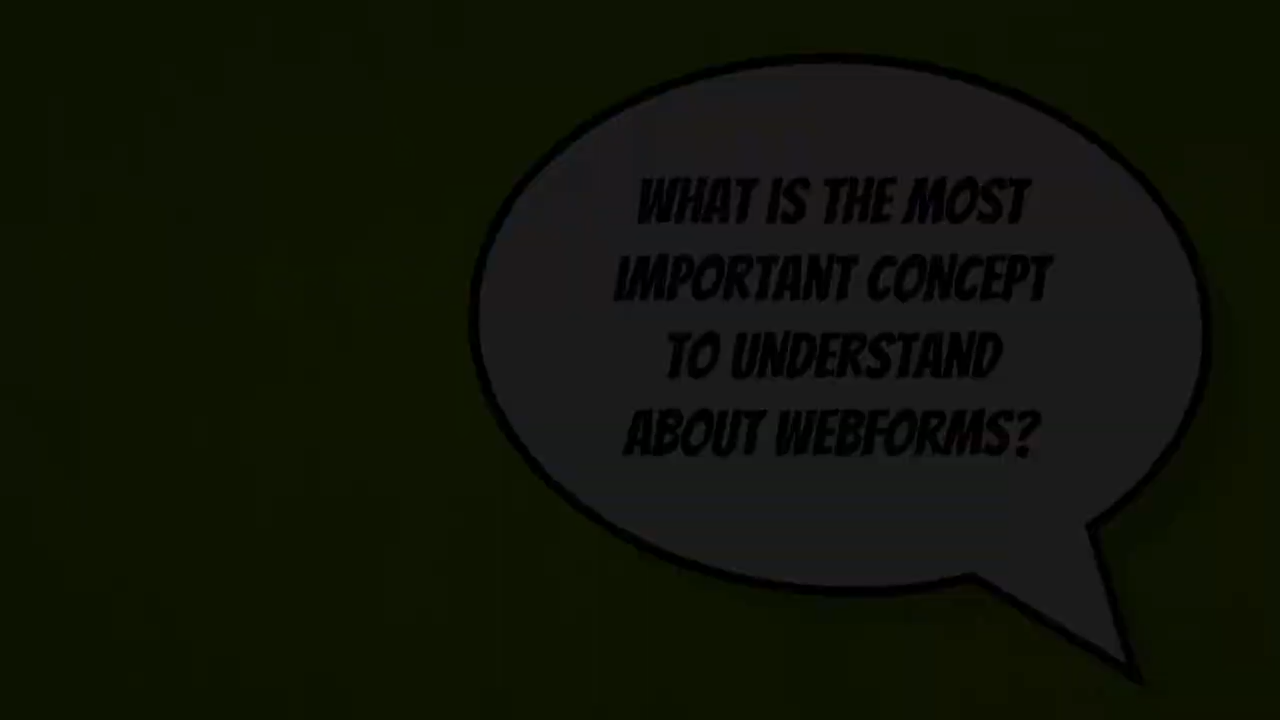 WHAT IS THE MOST
IMPORTANT CONCEPT
TO UNDERSTAND
ABOUT WEBFORMS?